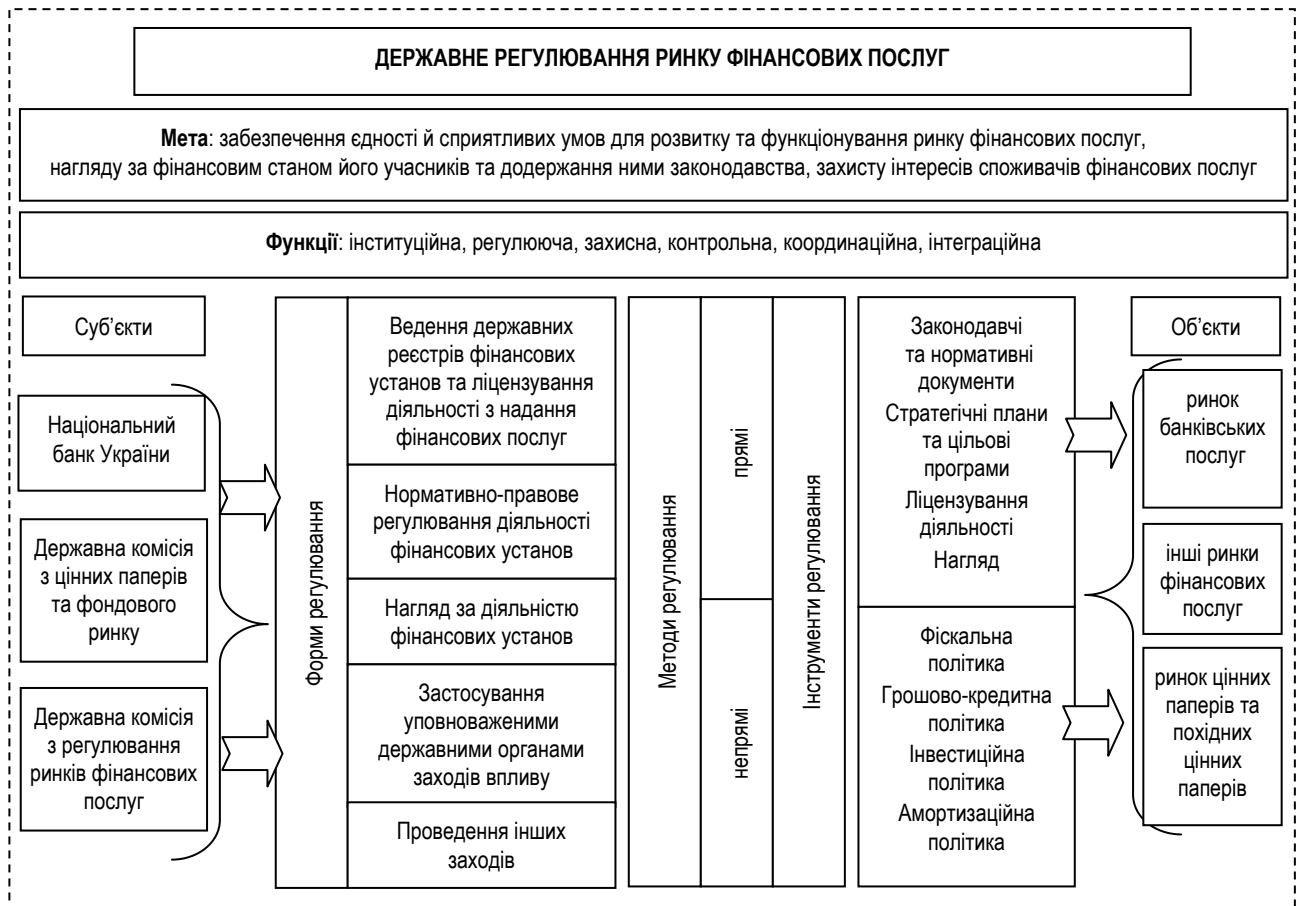 ДЕРЖАВНЕ РЕГУЛЮВАННЯ РИНКУ ФІНАНСОВИХ ПОСЛУГ
Мета: забезпечення єдності й сприятливих умов для розвитку та функціонування ринку фінансових послуг,
нагляду за фінансовим станом його учасників та додержання ними законодавства, захисту інтересів споживачів фінансових послуг
Функції: інституційна, регулююча, захисна, контрольна, координаційна, інтеграційна
Суб’єкти
Національний
банк України
Державна комісія
з цінних паперів
та фондового
ринку
Державна комісія
з регулювання
ринків фінансових
послуг
Форми регулювання
Ведення державних
реєстрів фінансових
установ та ліцензування
діяльності з надання
фінансових послуг
Нормативно-правове
регулювання діяльності
фінансових установ
Нагляд за діяльністю
фінансових установ
Застосування
уповноваженими
державними органами
заходів впливу
Проведення інших
заходів
Методи регулювання
прямі
непрямі
Інструменти регулювання
Законодавчі
та нормативні
документи
Стратегічні плани
та цільові
програми
Ліцензування
діяльності
Нагляд
Фіскальна
політика
Грошово-кредитна
політика
Інвестиційна
політика
Амортизаційна
політика
Об’єкти
ринок
банківських
послуг
інші ринки
фінансових
послуг
ринок цінних
паперів та
похідних
цінних
паперів